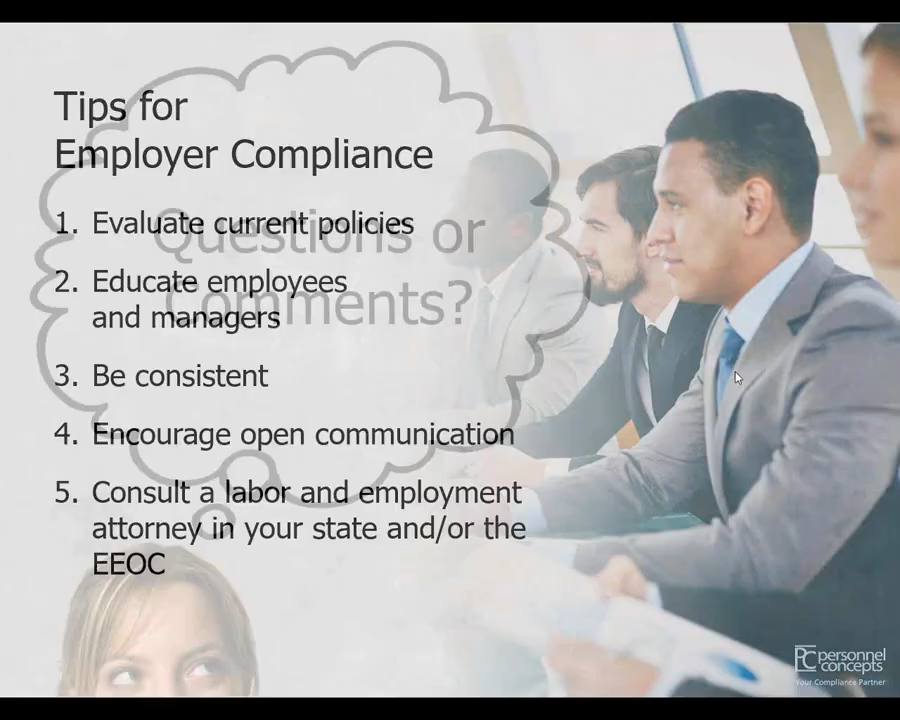 Tips for
Employer Compliance
1. Evaluate current policies
Questions or
2. Educate employees
Comments?
and managers
3. Be consistent
4. Encourage open communication
5. Consult a labor and employment
attorney in your state and/or the
EEOC
PC personnel
concepts
Your Compliance Partner